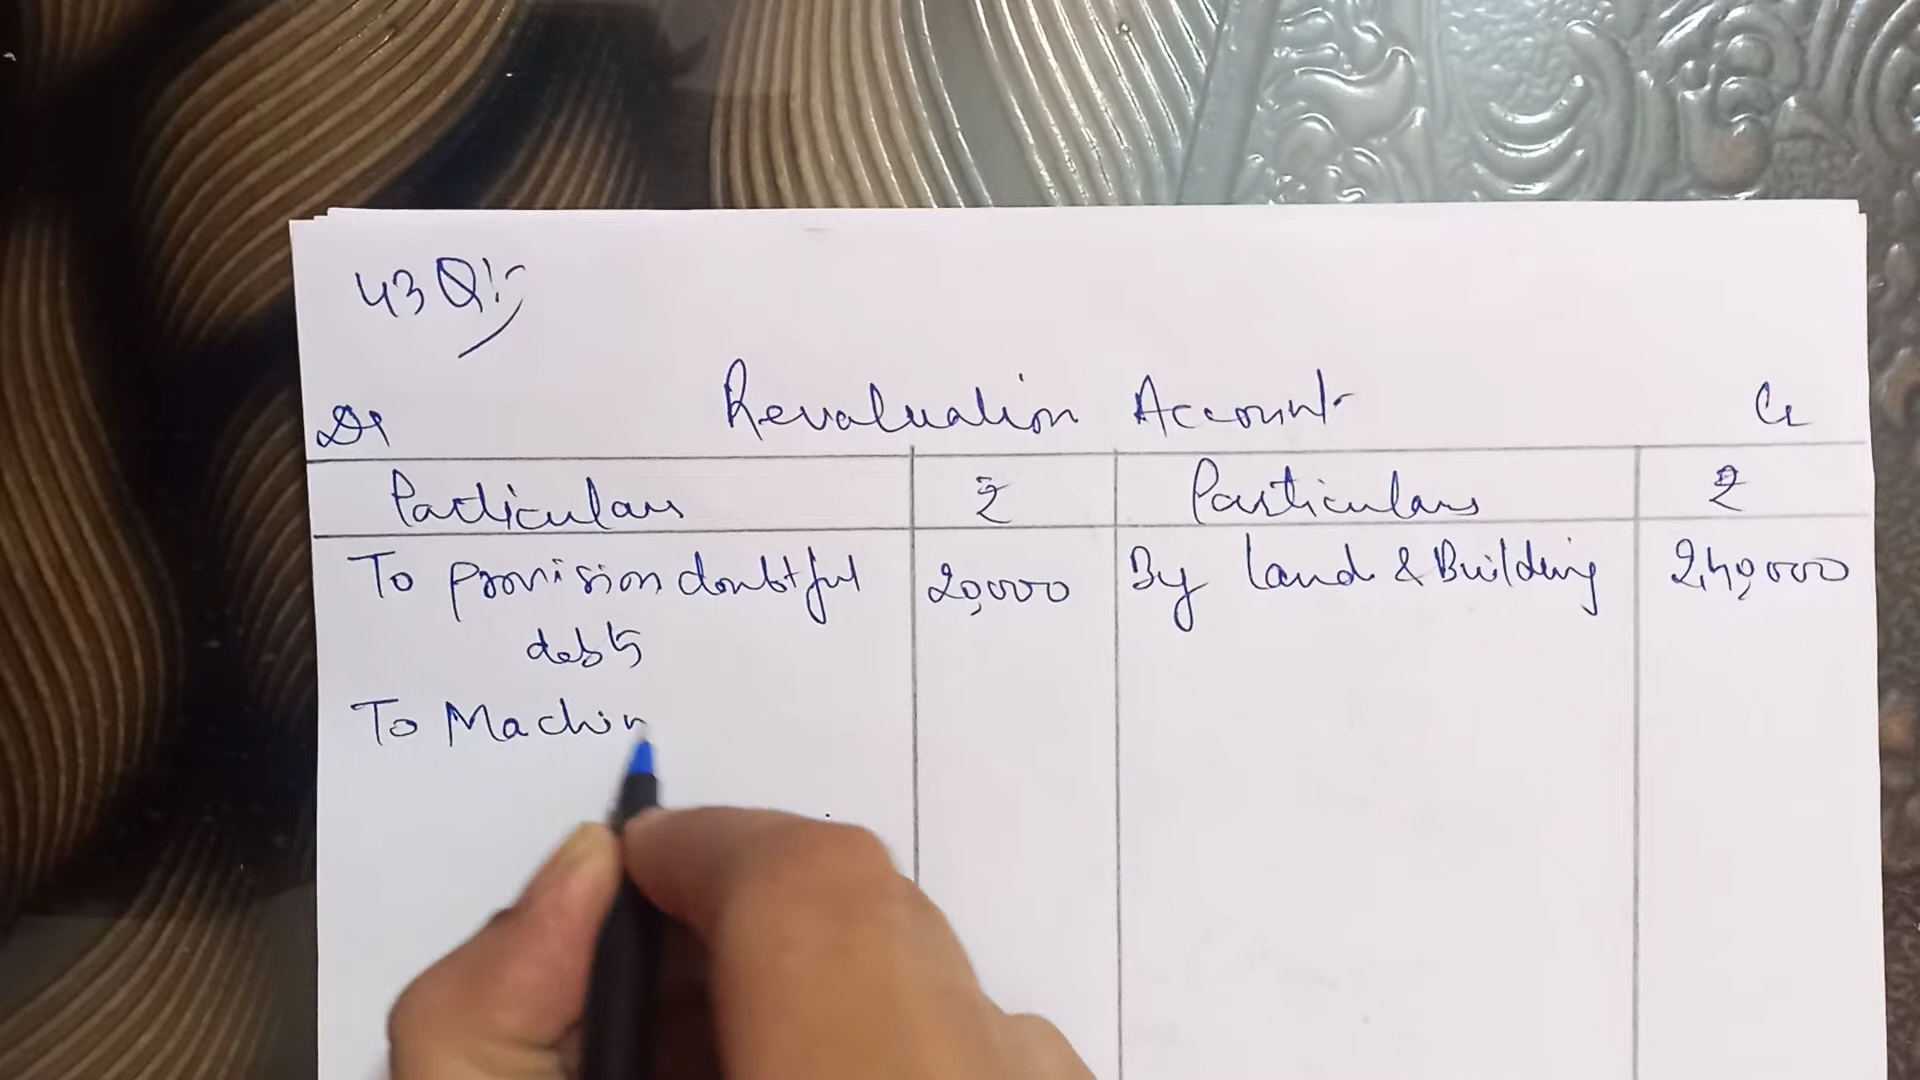 43 Q:-
Revaluation Account
Dr Cr
Particulars ₹ Particulars ₹
To provision doubtful 20,000 By Land & Building 2,40,000
debts
To Machin